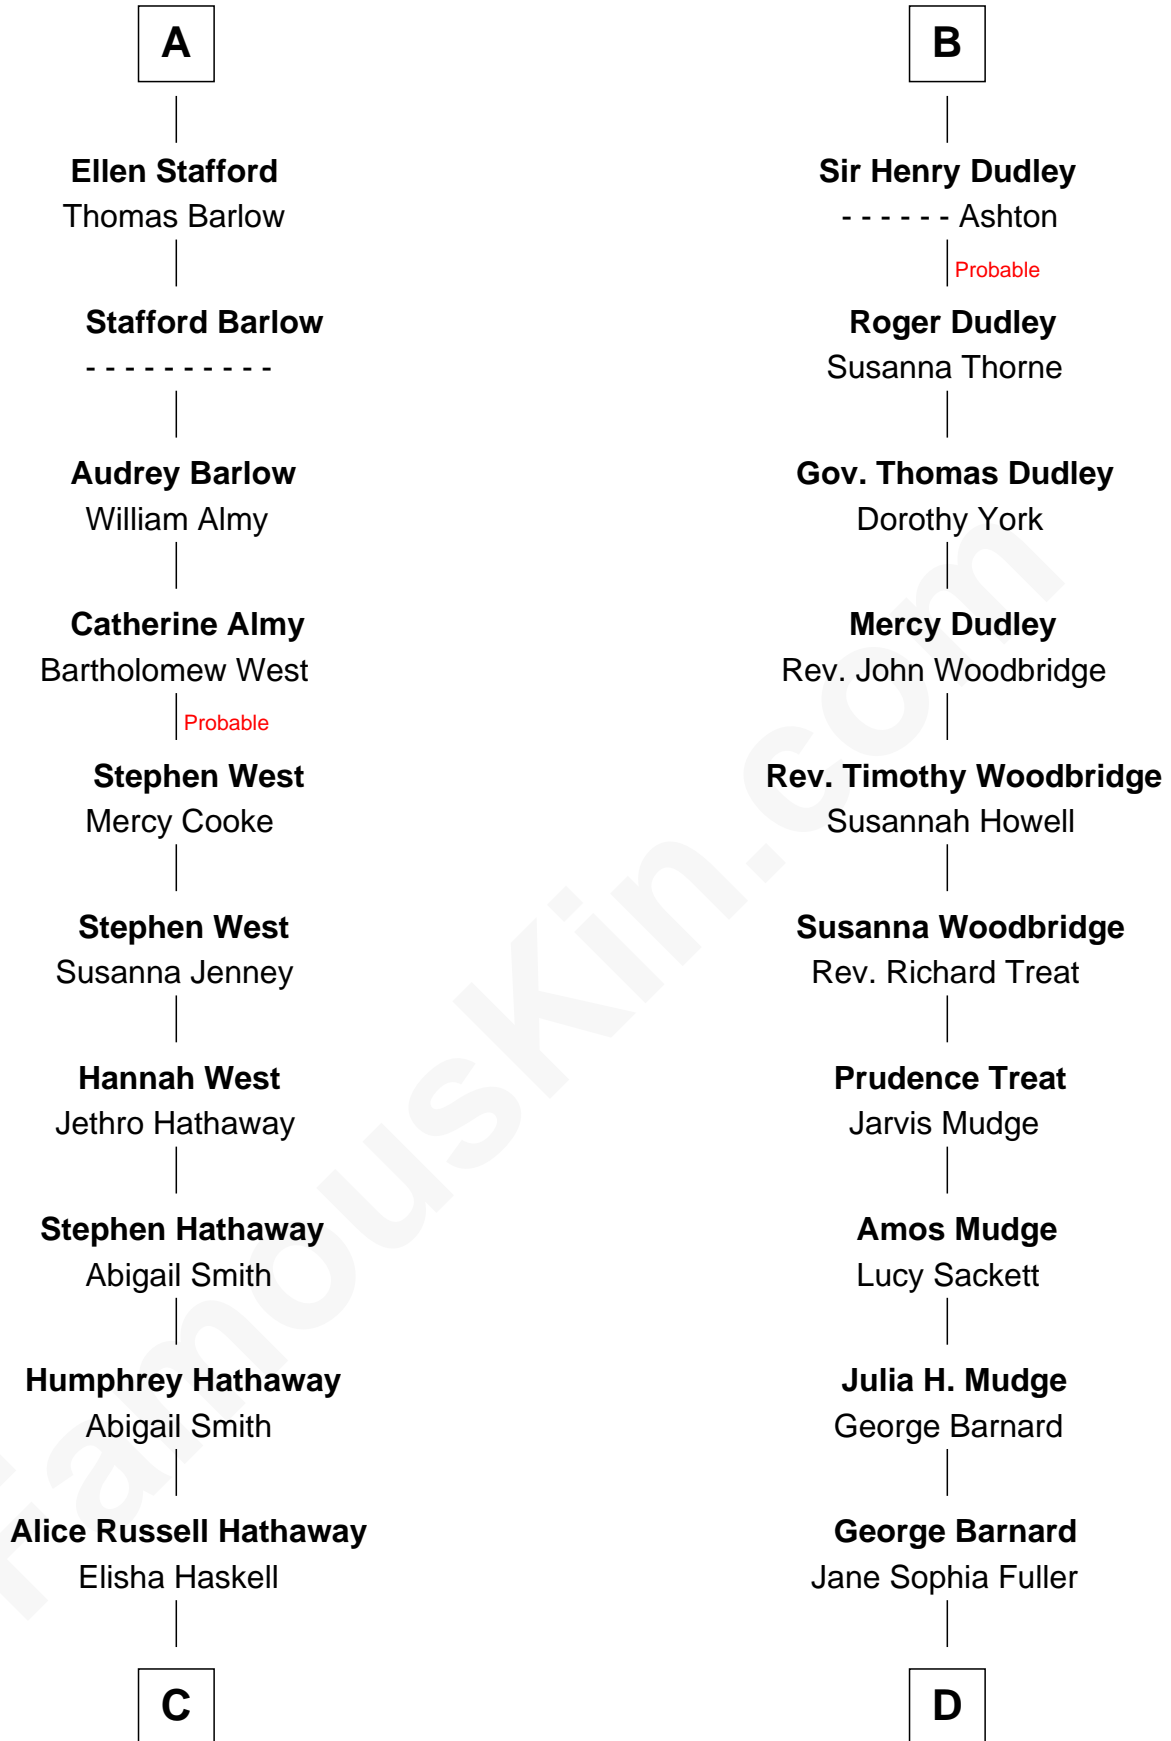 A
Ellen Stafford
Thomas Barlow
Stafford Barlow
- - - - - - - - - -
Audrey Barlow
William Almy
Catherine Almy
Bartholomew West
Probable
Stephen West
Mercy Cooke
Stephen West
Susanna Jenney
Hannah West
Jethro Hathaway
Stephen Hathaway
Abigail Smith
Humphrey Hathaway
Abigail Smith
Alice Russell Hathaway
Elisha Haskell
C
B
Sir Henry Dudley
- - - - - - Ashton
Probable
Roger Dudley
Susanna Thorne
Gov. Thomas Dudley
Dorothy York
Mercy Dudley
Rev. John Woodbridge
Rev. Timothy Woodbridge
Susannah Howell
Susanna Woodbridge
Rev. Richard Treat
Prudence Treat
Jarvis Mudge
Amos Mudge
Lucy Sackett
Julia H. Mudge
George Barnard
George Barnard
Jane Sophia Fuller
D
FamousKin.com